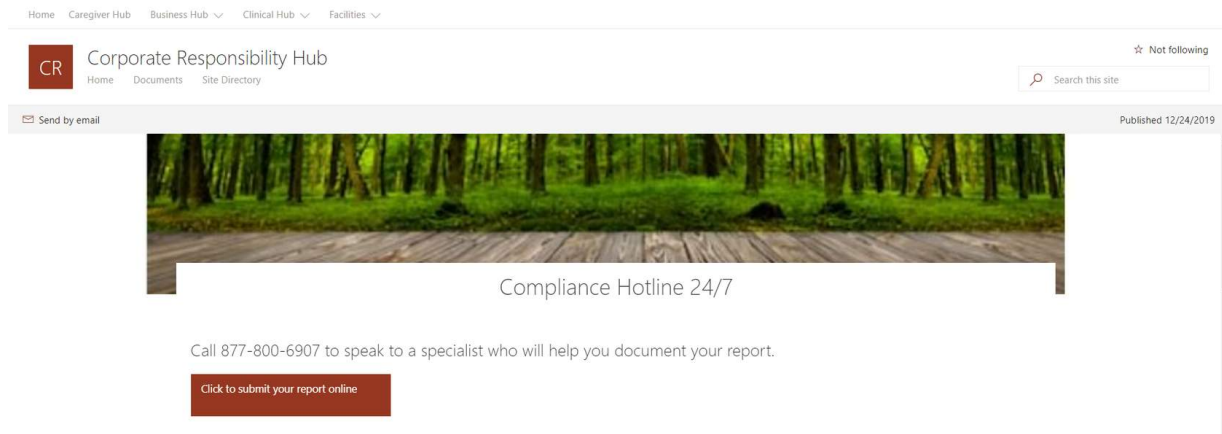 Home Caregiver Hub Business Hub Clinical Hub Facilities
CR
Corporate Responsibility Hub
Home Documents Site Directory
Not following
Search this site
Send by email
Published 12/24/2019
Compliance Hotline 24/7
Call 877-800-6907 to speak to a specialist who will help you document your report.
Click to submit your report online